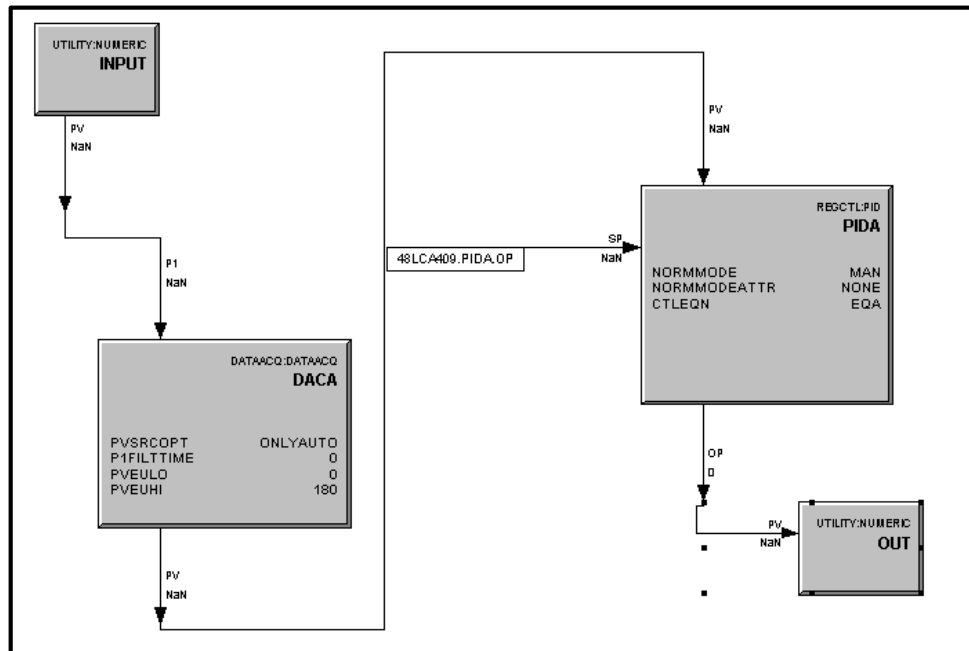 UTILITY:NUMERIC
INPUT
PV
NaN
P1
NaN
DATAACQ:DATAACQ
DACA
PVSRCOPT ONLYAUTO
P1FILTTIME 0
PVEULO 0
PVEUHI 180
PV
NaN
48LCA409.PIDA.OP
PV
NaN
SP
NaN
REGCTL:PID
PIDA
NORMMODE MAN
NORMMODEATTR NONE
CTLEQN EQA
OP
0
PV
NaN
UTILITY:NUMERIC
OUT